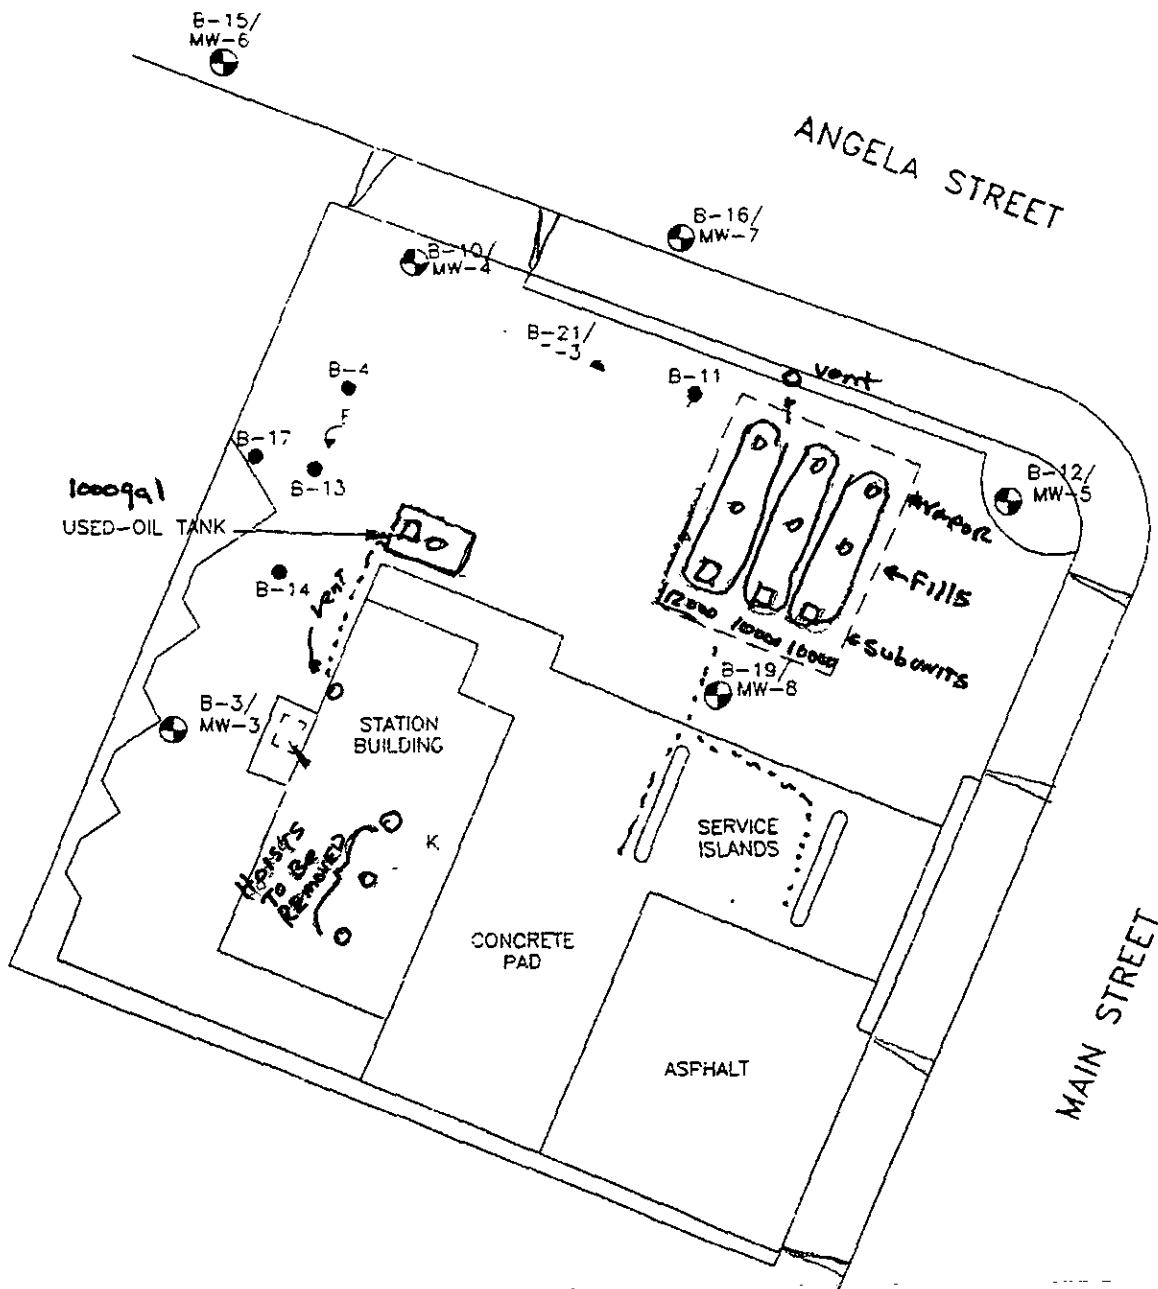 B-15/
MW-6
ANGELA STREET
B-16/
MW-7
B-10/
MW-4
B-21/
B-4
B-11
vent
B-17
B-13
B-12/
MW-5
1000gal
USED-OIL TANK
VAPOR
B-14
vent
←Fills
12000 10000 10000
B-19/
MW-8
B-3/
MW-3
STATION
BUILDING
K
SERVICE
ISLANDS
Hoists
To Be
REMOVED
CONCRETE
PAD
MAIN STREET
ASPHALT